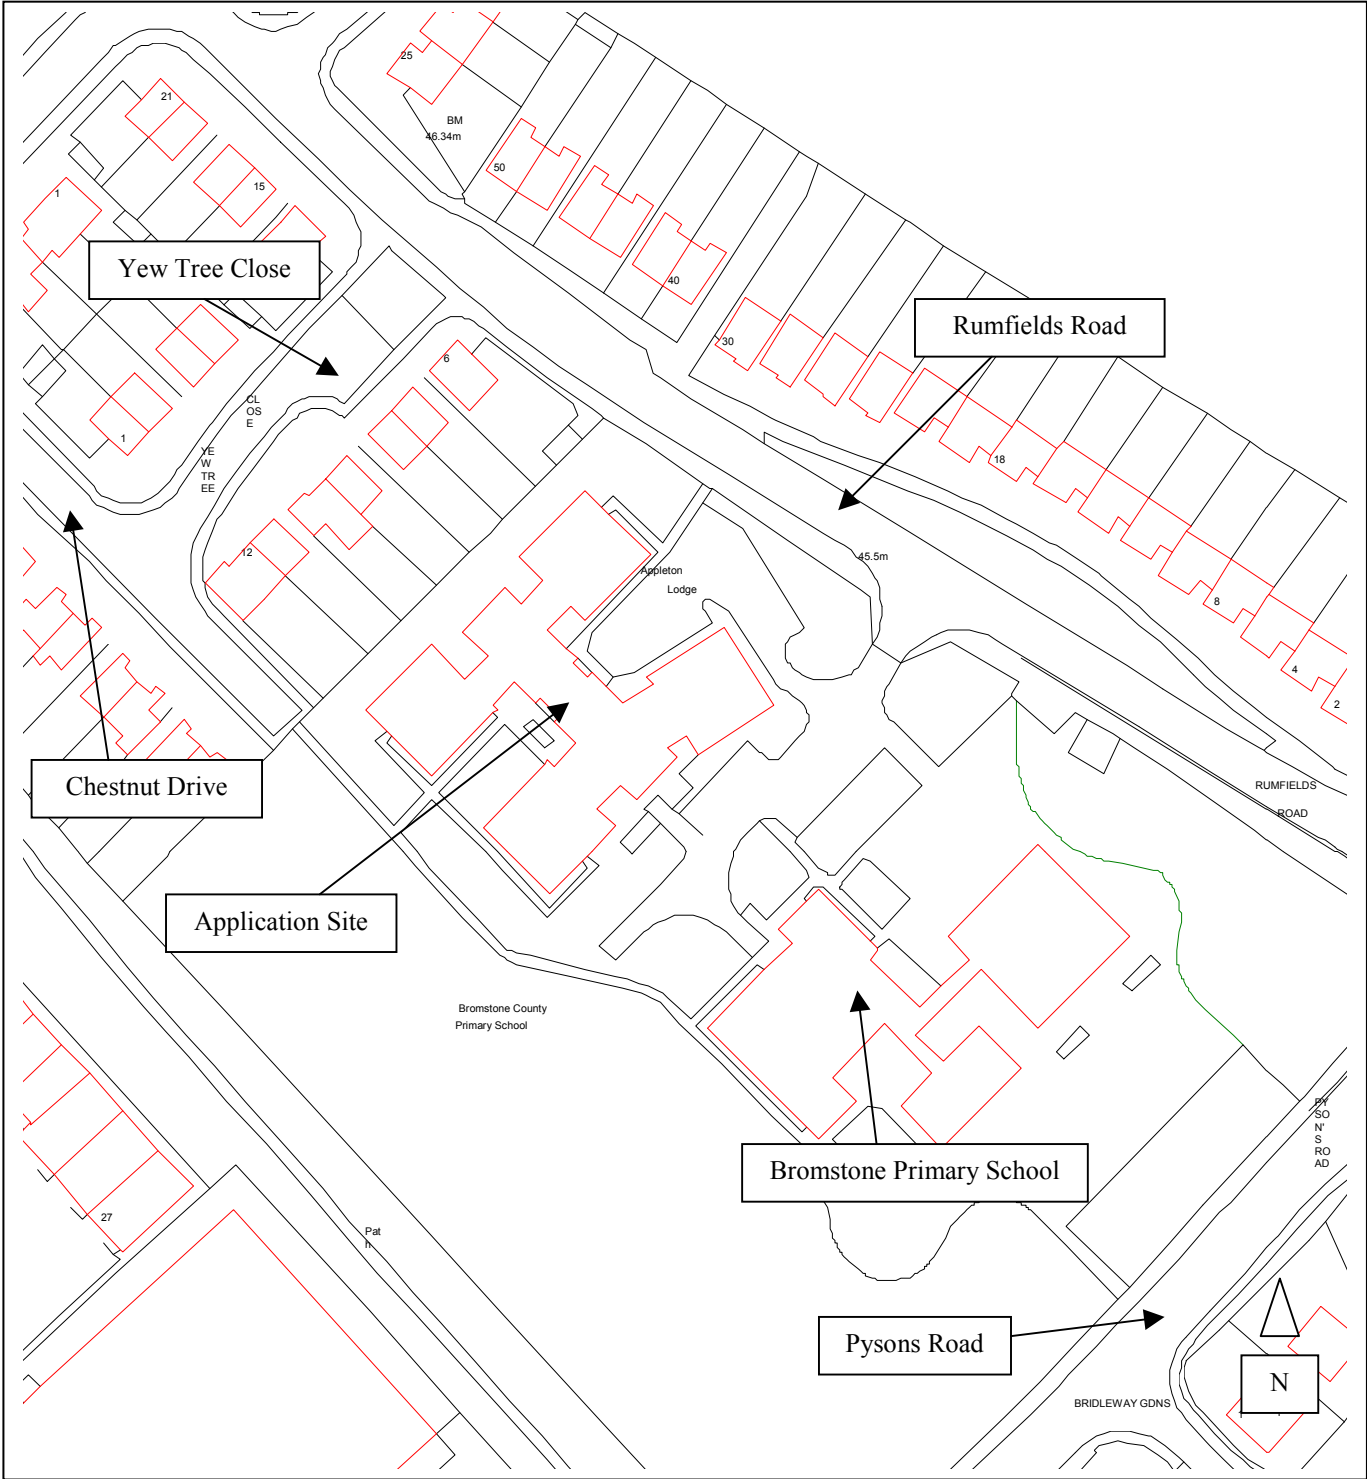 25
21
BM
46.34m
50
15
1
Yew Tree Close
40
Rumfields Road
30
6
CL
OS
E
1
18
YE
W
TR
EE
12
45.5m
Appleton
Lodge
8
4
2
Chestnut Drive
RUMFIELDS
ROAD
Application Site
Bromstone County
Primary School
PY
SO
N'
S
RO
AD
Bromstone Primary School
27
Pat
h
Pysons Road
N
BRIDLEWAY GDNS